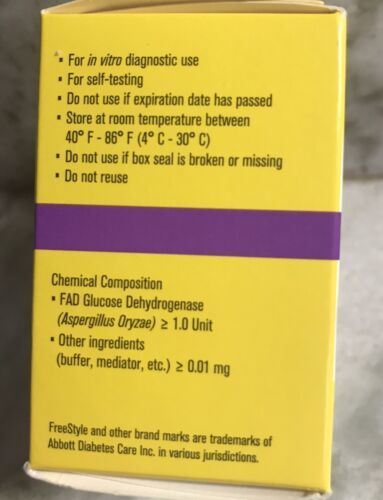 ▪ For in vitro diagnostic use
▪ For self-testing
▪ Do not use if expiration date has passed
▪ Store at room temperature between
40° F - 86° F (4° C - 30° C)
▪ Do not use if box seal is broken or missing
▪ Do not reuse
Chemical Composition
▪ FAD Glucose Dehydrogenase
(Aspergillus Oryzae) ≥ 1.0 Unit
▪ Other ingredients
(buffer, mediator, etc.) ≥ 0.01 mg
FreeStyle and other brand marks are trademarks of
Abbott Diabetes Care Inc. in various jurisdictions.